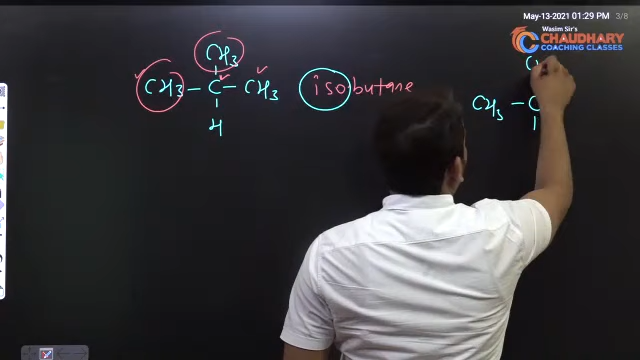 May-13-2021 01:29 PM 3/8
Wasim Sir's
CHAUDHARY
COACHING CLASSES
CH3
CH3 – C – CH3 isobutane
H
CH3 – C